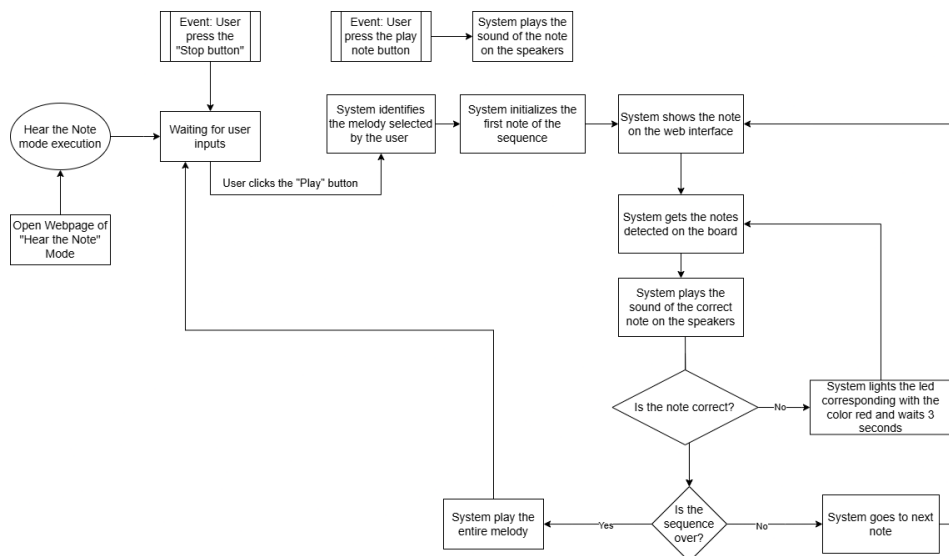 Event: User
press the
"Stop button"
Event: User
press the play
note button
System plays the
sound of the note
on the speakers
Hear the Note
mode execution
Waiting for user
inputs
System identifies
the melody selected
by the user
System initializes the
first note of the
sequence
System shows the note
on the web interface
User clicks the "Play" button
Open Webpage of
"Hear the Note"
Mode
System gets the notes
detected on the board
System plays the
sound of the correct
note on the speakers
Is the note correct?
No
System lights the led
corresponding with the
color red and waits 3
seconds
System play the
entire melody
Yes
Is the
sequence
over?
No
System goes to next
note